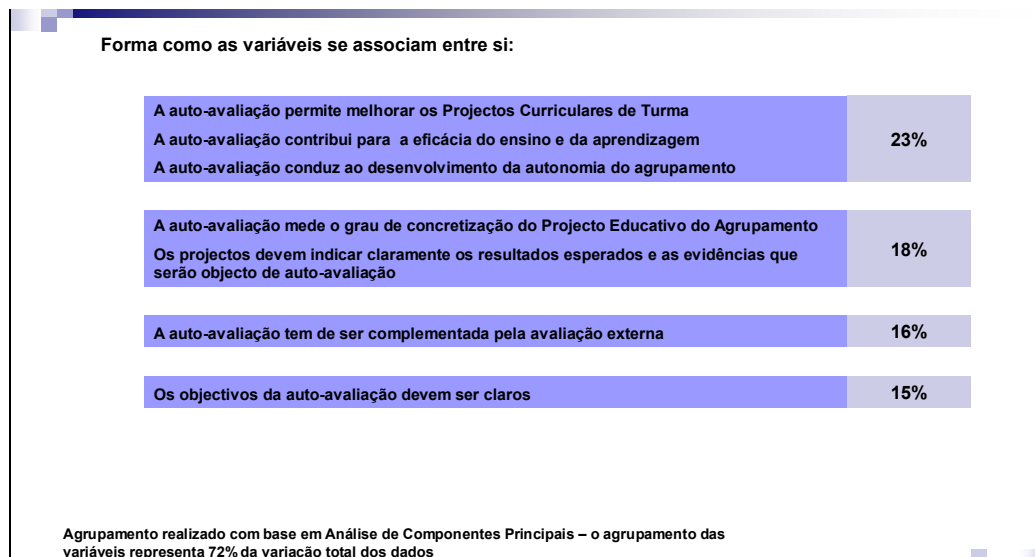 Forma como as variáveis se associam entre si:
A auto-avaliação permite melhorar os Projectos Curriculares de Turma
A auto-avaliação contribui para a eficácia do ensino e da aprendizagem
A auto-avaliação conduz ao desenvolvimento da autonomia do agrupamento
23%
A auto-avaliação mede o grau de concretização do Projecto Educativo do Agrupamento
Os projectos devem indicar claramente os resultados esperados e as evidências que
serão objecto de auto-avaliação
18%
A auto-avaliação tem de ser complementada pela avaliação externa
16%
Os objectivos da auto-avaliação devem ser claros
15%
Agrupamento realizado com base em Análise de Componentes Principais – o agrupamento das
variáveis representa 72% da variação total dos dados